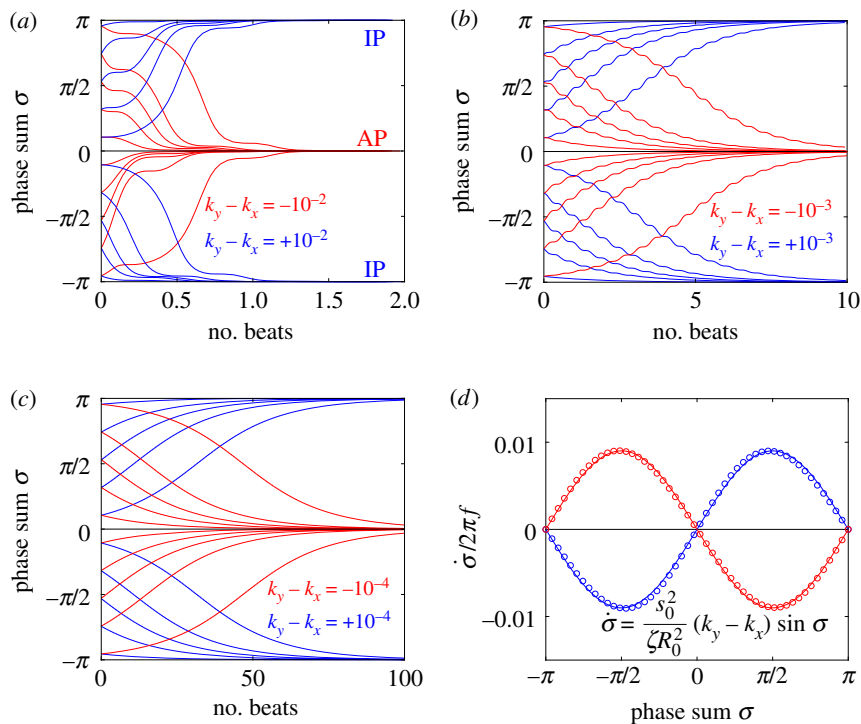 (a)
π
π/2
0
−π/2
−π
phase sum σ
IP
AP
k_y − k_x = −10⁻²
k_y − k_x = +10⁻²
IP
0 0.5 1.0 1.5 2.0
no. beats
(b)
π
π/2
0
−π/2
−π
phase sum σ
k_y − k_x = −10⁻³
k_y − k_x = +10⁻³
0 5 10
no. beats
(c)
π
π/2
0
−π/2
−π
phase sum σ
k_y − k_x = −10⁻⁴
k_y − k_x = +10⁻⁴
0 50 100
no. beats
(d)
0.01
0
−0.01
σ̇/2πf
σ̇ = s₀²/ζR₀² (k_y − k_x) sin σ
−π −π/2 0 π/2 π
phase sum σ